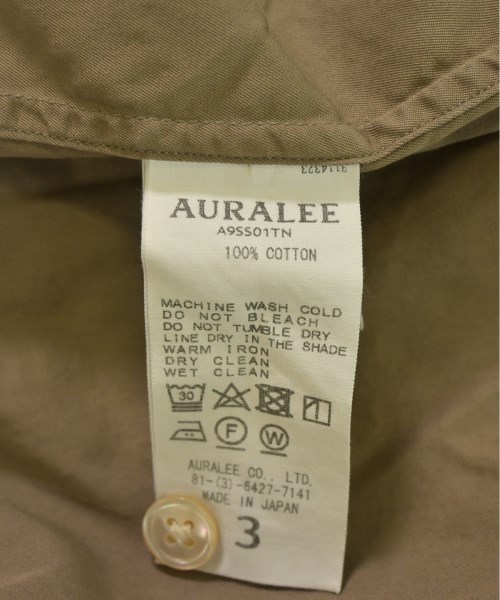 3114323
AURALEE
A9SS01TN
100% COTTON
MACHINE WASH COLD
DO NOT BLEACH
DO NOT TUMBLE DRY
LINE DRY IN THE SHADE
WARM IRON
DRY CLEAN
WET CLEAN
30
F
W
AURALEE CO., LTD.
81-(3)-6427-7141
MADE IN JAPAN
3